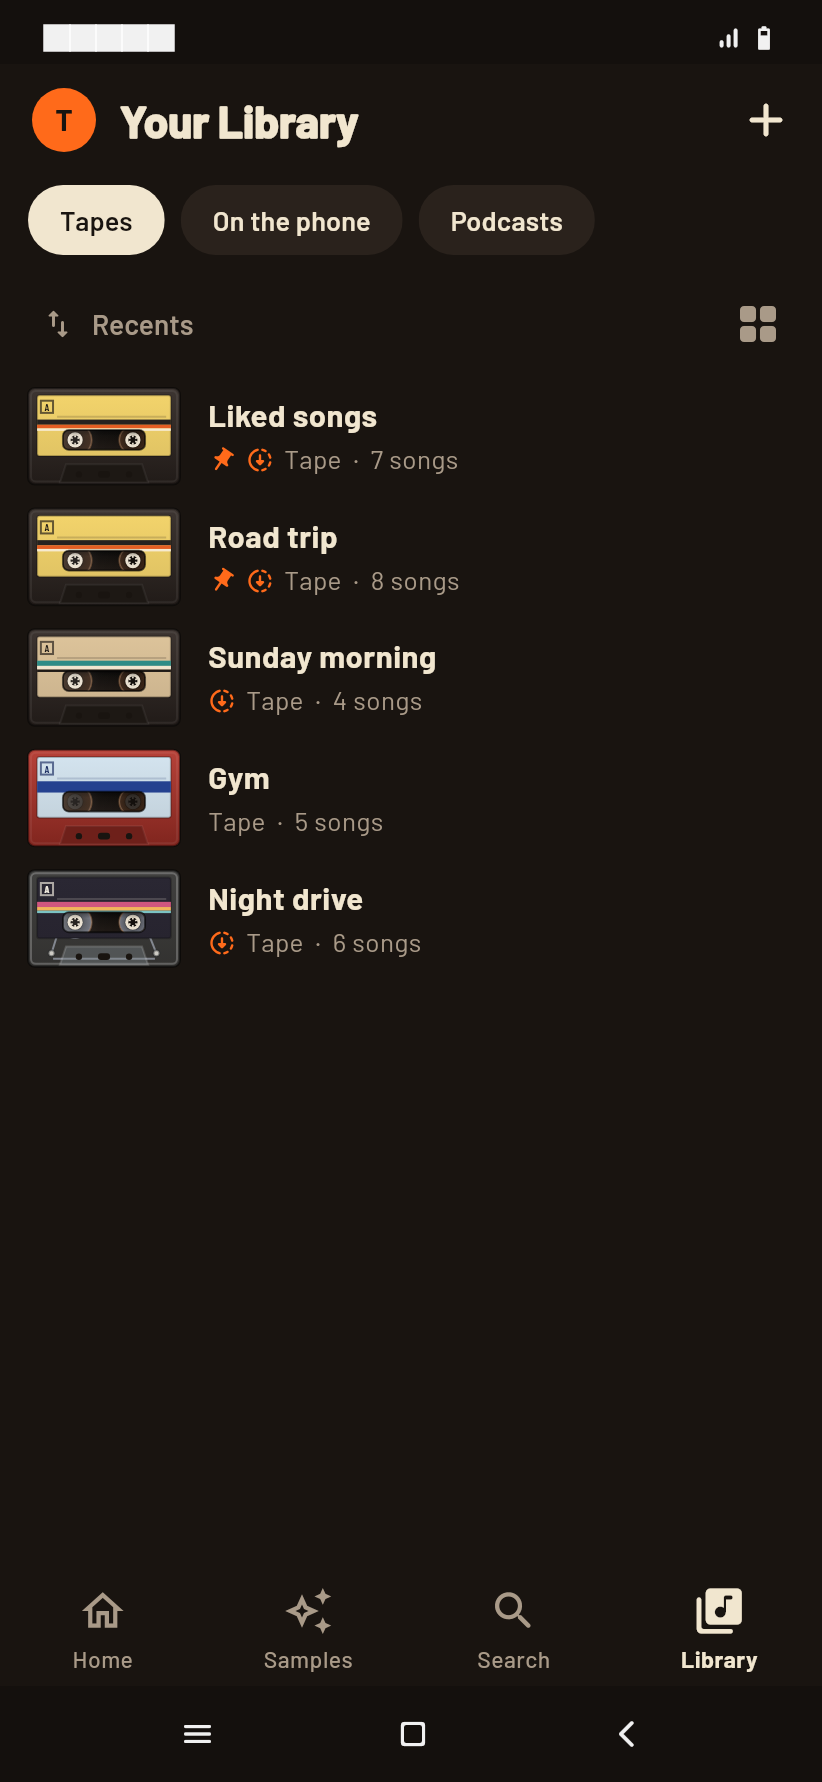 T
Your Library
Tapes
On the phone
Podcasts
Recents
A
Liked songs
Tape · 7 songs
A
Road trip
Tape · 8 songs
A
Sunday morning
Tape · 4 songs
A
Gym
Tape · 5 songs
A
Night drive
Tape · 6 songs
Home
Samples
Search
Library